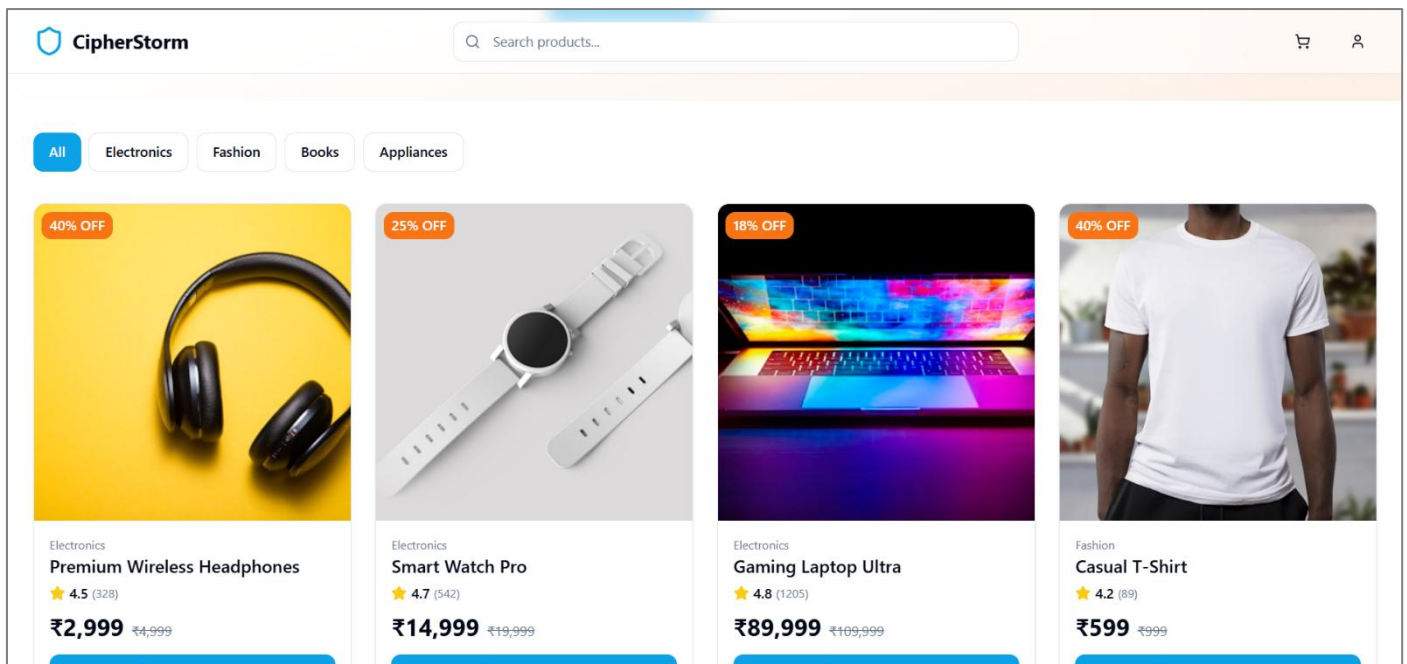 CipherStorm
Search products...
All Electronics Fashion Books Appliances
40% OFF
25% OFF
18% OFF
40% OFF
Electronics
Premium Wireless Headphones
4.5 (328)
₹2,999 ₹4,999
Electronics
Smart Watch Pro
4.7 (542)
₹14,999 ₹19,999
Electronics
Gaming Laptop Ultra
4.8 (1205)
₹89,999 ₹109,999
Fashion
Casual T-Shirt
4.2 (89)
₹599 ₹999